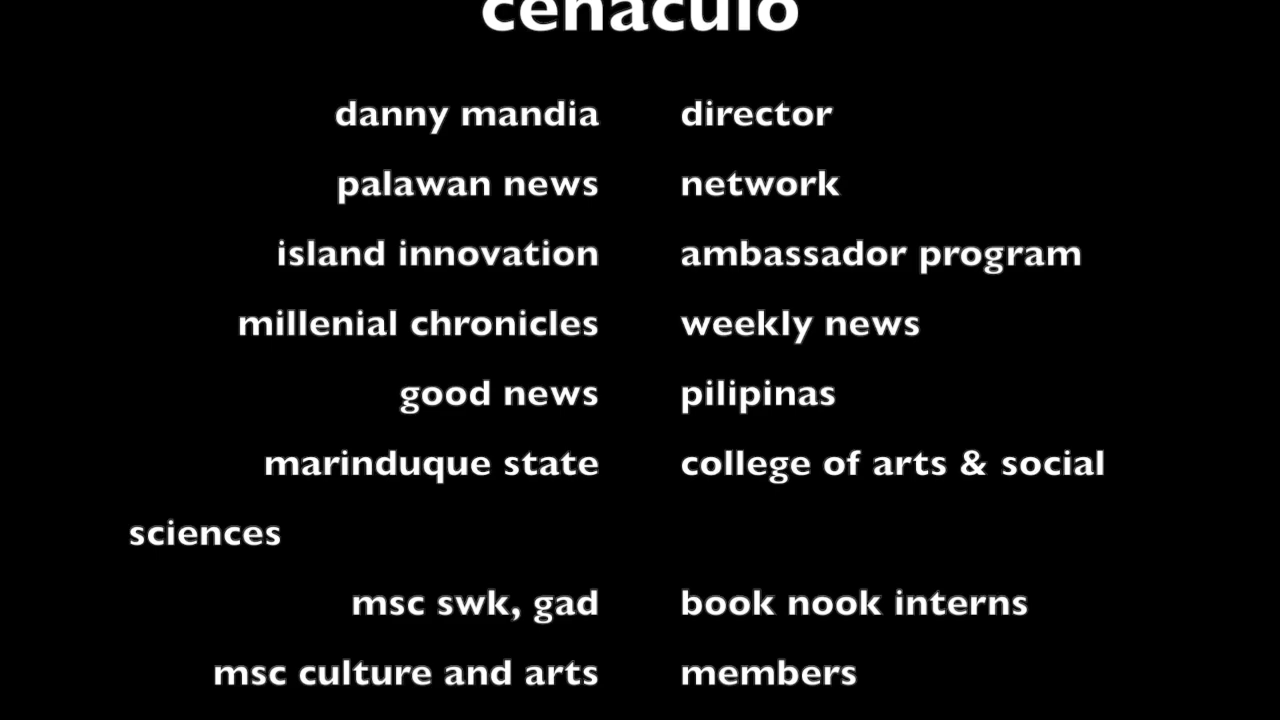 cenaculo
danny mandia director
palawan news network
island innovation ambassador program
millenial chronicles weekly news
good news pilipinas
marinduque state college of arts & social
sciences
msc swk, gad book nook interns
msc culture and arts members